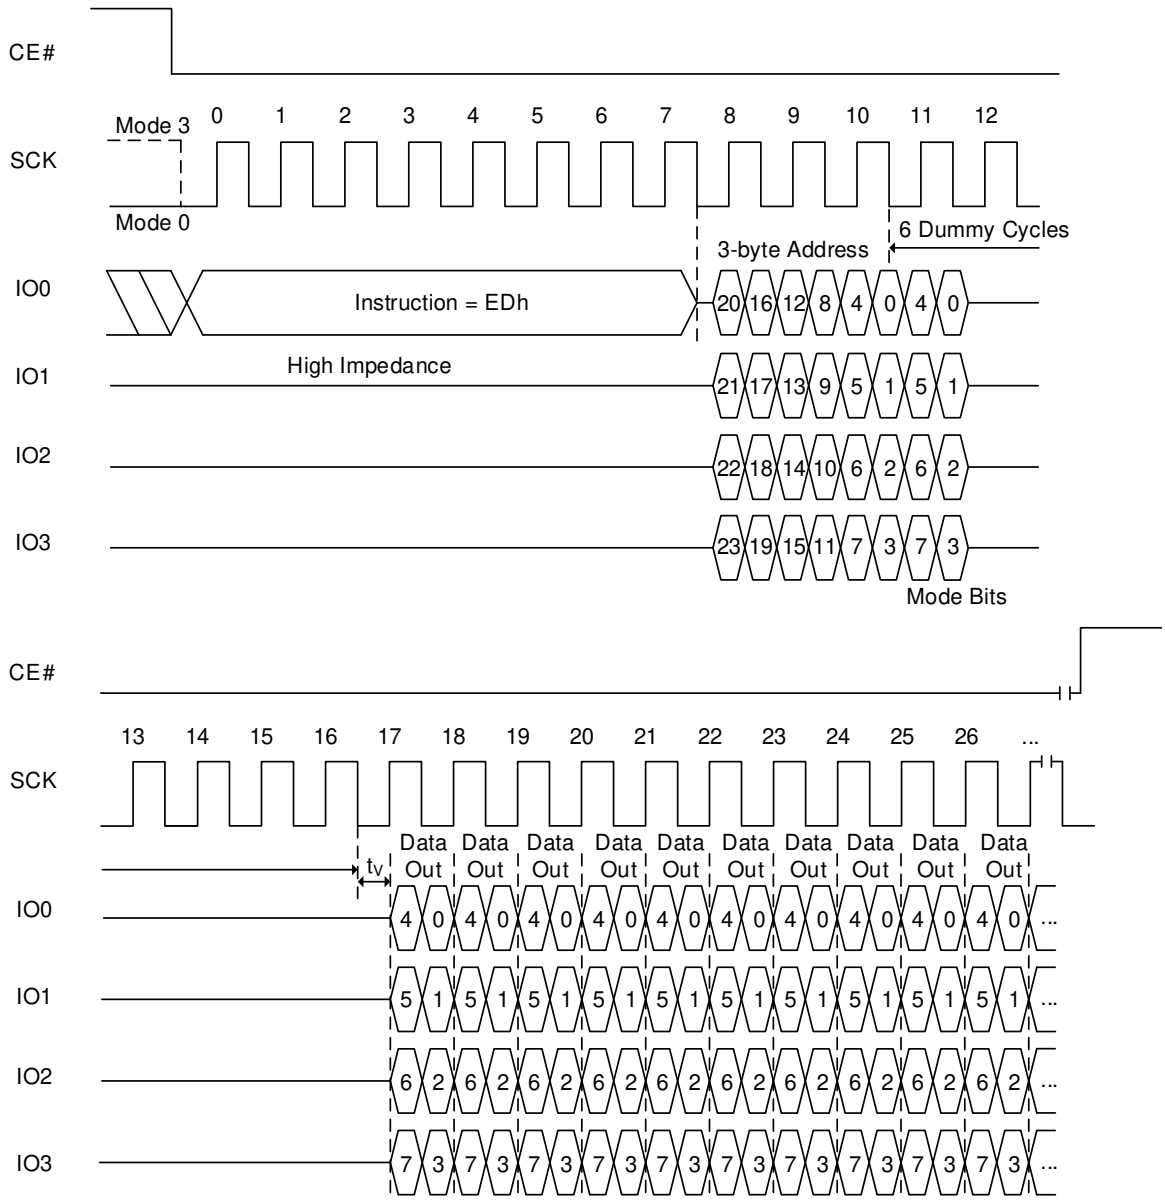 CE#
0 1 2 3 4 5 6 7 8 9 10 11 12
Mode 3
SCK
Mode 0
6 Dummy Cycles
3-byte Address
IO0
Instruction = EDh
20 16 12 8 4 0 4 0
High Impedance
IO1
21 17 13 9 5 1 5 1
IO2
22 18 14 10 6 2 6 2
IO3
23 19 15 11 7 3 7 3
Mode Bits
CE#
13 14 15 16 17 18 19 20 21 22 23 24 25 26 ...
SCK
Data Data Data Data Data Data Data Data Data Data
tV Out Out Out Out Out Out Out Out Out Out
IO0
4 0 4 0 4 0 4 0 4 0 4 0 4 0 4 0 4 0 4 0 ...
IO1
5 1 5 1 5 1 5 1 5 1 5 1 5 1 5 1 5 1 5 1 ...
IO2
6 2 6 2 6 2 6 2 6 2 6 2 6 2 6 2 6 2 6 2 ...
IO3
7 3 7 3 7 3 7 3 7 3 7 3 7 3 7 3 7 3 7 3 ...